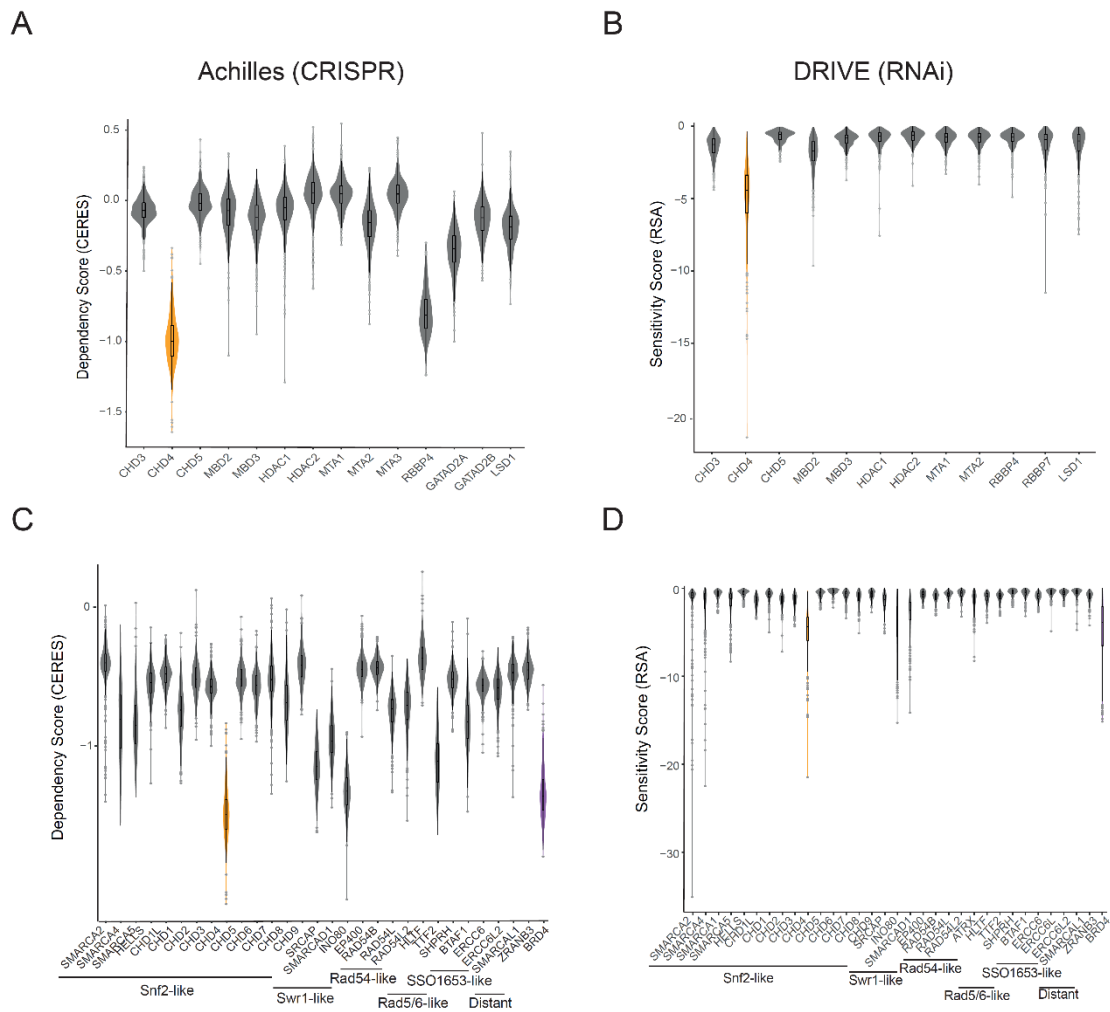 A
B
Achilles (CRISPR)
DRIVE (RNAi)
Dependency Score (CERES)
0.5
0.0
−0.5
−1.0
−1.5
CHD3
CHD4
CHD5
MBD2
MBD3
HDAC1
HDAC2
MTA1
MTA2
MTA3
RBBP4
GATAD2A
GATAD2B
LSD1
Sensitivity Score (RSA)
0
−5
−10
−15
−20
CHD3
CHD4
CHD5
MBD2
MBD3
HDAC1
HDAC2
MTA1
MTA2
RBBP4
RBBP7
LSD1
C
D
Dependency Score (CERES)
0
−1
SMARCA2
SMARCA4
SMARCA5
HELLS
CHD1L
CHD1
CHD2
CHD3
CHD4
CHD5
CHD6
CHD7
CHD8
CHD9
SRCAP
SMARCAD1
INO80
EP400
RAD54B
RAD54L
RAD54L2
HLTF
TTF2
SHPRH
BTAF1
ERCC6
ERCC6L2
SMARCAL1
ZRANB3
BRD4
Snf2-like
Swr1-like
Rad54-like
Rad5/6-like
SSO1653-like
Distant
Sensitivity Score (RSA)
0
−10
−20
−30
SMARCA2
SMARCA4
SMARCA1
SMARCA5
HELLS
CHD1L
CHD1
CHD2
CHD3
CHD4
CHD5
CHD6
CHD7
CHD8
CHD9
SRCAP
INO80
SMARCAD1
EP400
RAD54B
RAD54L
RAD54L2
ATRX
HLTF
TTF2
SHPRH
BTAF1
ERCC6
ERCC6L
ERCC6L2
SMARCAL1
ZRANB3
BRD4
Snf2-like
Swr1-like
Rad54-like
Rad5/6-like
SSO1653-like
Distant